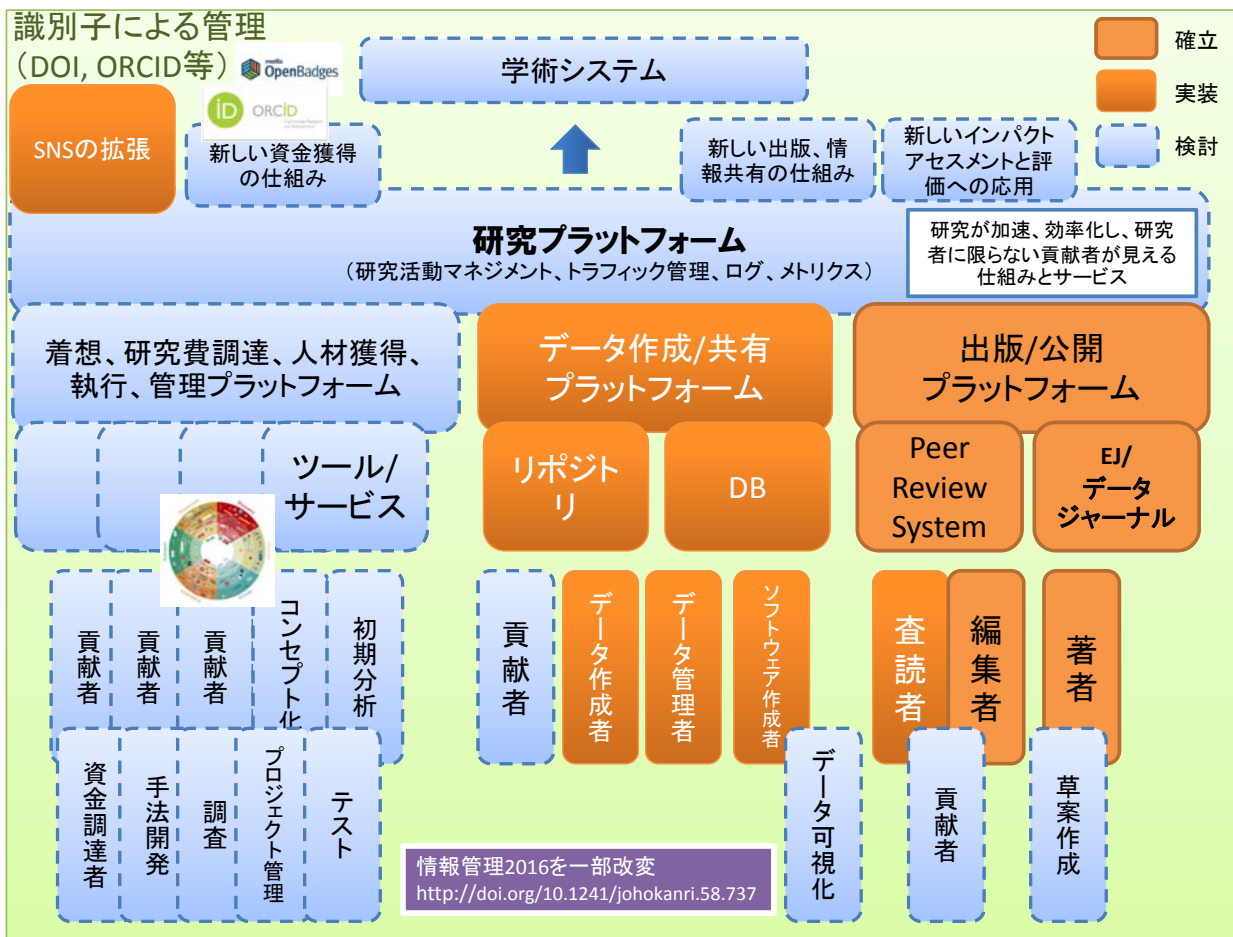 識別子による管理
（DOI, ORCID等）
OpenBadges
iD ORCID
学術システム
確立
実装
検討
SNSの拡張
新しい資金獲得
の仕組み
新しい出版、情
報共有の仕組み
新しいインパクト
アセスメントと評
価への応用
研究プラットフォーム
（研究活動マネジメント、トラフィック管理、ログ、メトリクス）
研究が加速、効率化し、研究
者に限らない貢献者が見える
仕組みとサービス
着想、研究費調達、人材獲得、
執行、管理プラットフォーム
データ作成/共有
プラットフォーム
出版/公開
プラットフォーム
ツール/
サービス
リポジト
リ
DB
Peer
Review
System
EJ/
データ
ジャーナル
貢献者
貢献者
貢献者
コンセプト化
初期分析
貢献者
データ作成者
データ管理者
ソフトウェア作成者
査読者
編集者
著者
資金調達者
手法開発
調査
プロジェクト管理
テスト
データ可視化
貢献者
草案作成
情報管理2016を一部改変
http://doi.org/10.1241/johokanri.58.737